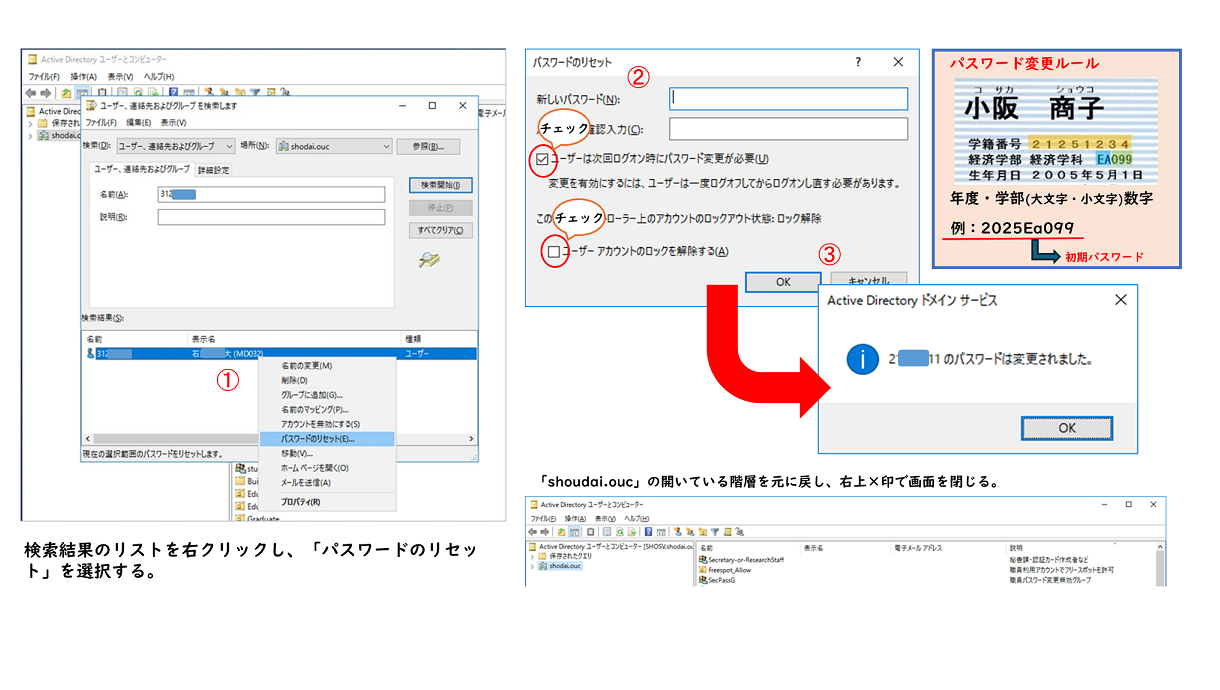 Active Directory ユーザーとコンピューター
ファイル(F) 操作(A) 表示(V) ヘルプ(H)
Active Direc
保存され
shodai.c
電子メール
ユーザー、連絡先およびグループ を検索します
ファイル(F) 編集(E) 表示(V)
検索(D): ユーザー、連絡先およびグループ 場所(N): shodai.ouc 参照(B)...
ユーザー、連絡先およびグループ 詳細設定
名前(A): 312
説明(R):
検索開始(I)
停止(P)
すべてクリア(C)
検索結果(S):
名前 表示名 種類
312 石 大 (MD032) ユーザー
①
名前の変更(M)
削除(D)
グループに追加(G)...
名前のマッピング(P)...
アカウントを無効にする(S)
パスワードのリセット(E)...
移動(V)...
ホーム ページを開く(O)
メールを送信(A)
プロパティ(R)
現在の選択範囲のパスワードをリセットします。
stu
Bui
Edu
Edu
Graduate
検索結果のリストを右クリックし、「パスワードのリセッ
ト」を選択する。
パスワードのリセット
②
新しいパスワード(N):
チェック
確認入力(C):
ユーザーは次回ログオン時にパスワード変更が必要(U)
変更を有効にするには、ユーザーは一度ログオフしてからログオンし直す必要があります。
この
チェック
ローラー上のアカウントのロックアウト状態: ロック解除
ユーザー アカウントのロックを解除する(A)
③
OK キャンセル
Active Directory ドメイン サービス
2 11 のパスワードは変更されました。
OK
パスワード変更ルール
コ サカ ショウコ
小阪 商子
学籍番号 21251234
経済学部 経済学科 EA099
生年月日 2005年5月1日
年度・学部(大文字・小文字)数字
例：2025Ea099
初期パスワード
「shoudai.ouc」の開いている階層を元に戻し、右上×印で画面を閉じる。
Active Directory ユーザーとコンピューター
ファイル(F) 操作(A) 表示(V) ヘルプ(H)
Active Directory ユーザーとコンピューター [SHOSV.shodai.ou
保存されたクエリ
shodai.ouc
名前 表示名 電子メール アドレス 説明
Secretary-or-ResearchStaff 秘書課・認証カード作成者など
Freespot_Allow 職員利用アカウントでフリースポットを許可
SecPassG 職員パスワード変更無効グループ